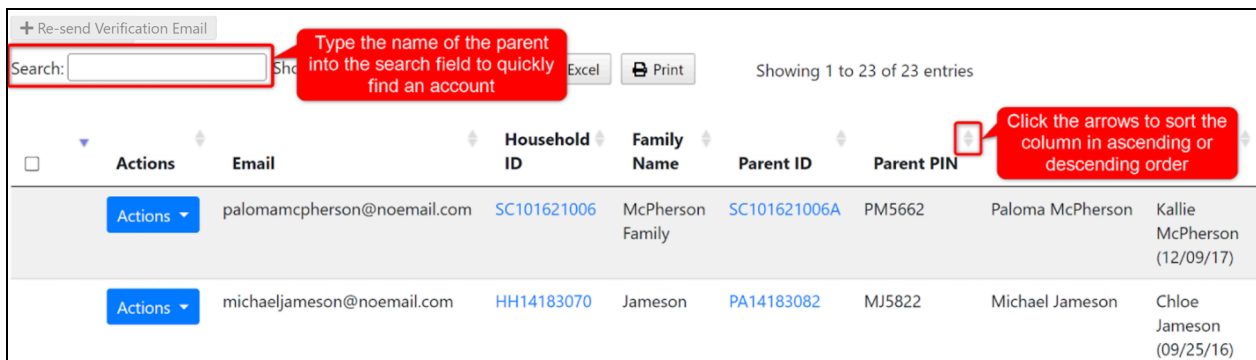 + Re-send Verification Email
Search:
Sho
Type the name of the parent
into the search field to quickly
find an account
Excel
Print
Showing 1 to 23 of 23 entries
Click the arrows to sort the
column in ascending or
descending order
Actions
Email
Household
ID
Family
Name
Parent ID
Parent PIN
Actions
palomamcpherson@noemail.com
SC101621006
McPherson
Family
SC101621006A
PM5662
Paloma McPherson
Kallie
McPherson
(12/09/17)
Actions
michaeljameson@noemail.com
HH14183070
Jameson
PA14183082
MJ5822
Michael Jameson
Chloe
Jameson
(09/25/16)